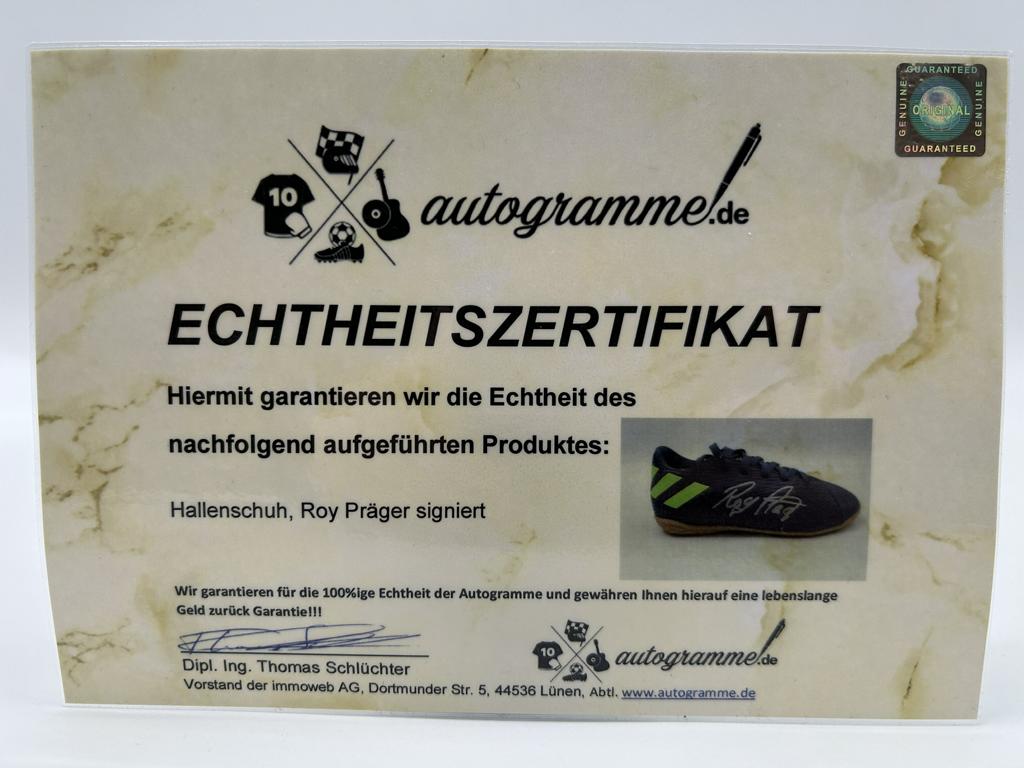 GUARANTEED
GENUINE
ORIGINAL
GENUINE
GUARANTEED
10
autogramme.de
ECHTHEITSZERTIFIKAT
Hiermit garantieren wir die Echtheit des
nachfolgend aufgeführten Produktes:
Hallenschuh, Roy Präger signiert
Roy
Wir garantieren für die 100%ige Echtheit der Autogramme und gewähren Ihnen hierauf eine lebenslange
Geld zurück Garantie!!!
10
autogramme.de
Dipl. Ing. Thomas Schlüchter
Vorstand der immoweb AG, Dortmunder Str. 5, 44536 Lünen, Abtl. www.autogramme.de